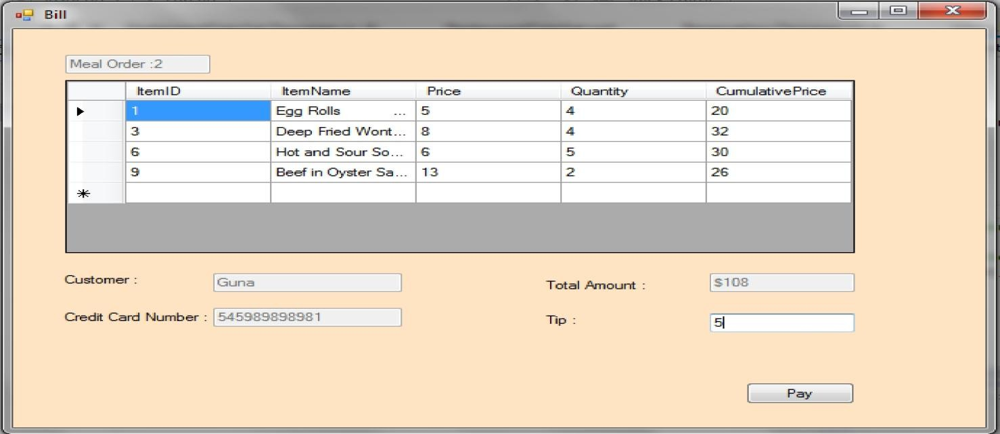 Bill
Meal Order :2
ItemID ItemName Price Quantity CumulativePrice
1 Egg Rolls ... 5 4 20
3 Deep Fried Wont... 8 4 32
6 Hot and Sour So... 6 5 30
9 Beef in Oyster Sa... 13 2 26
Customer : Guna Total Amount : $108
Credit Card Number : 545989898981 Tip : 5
Pay